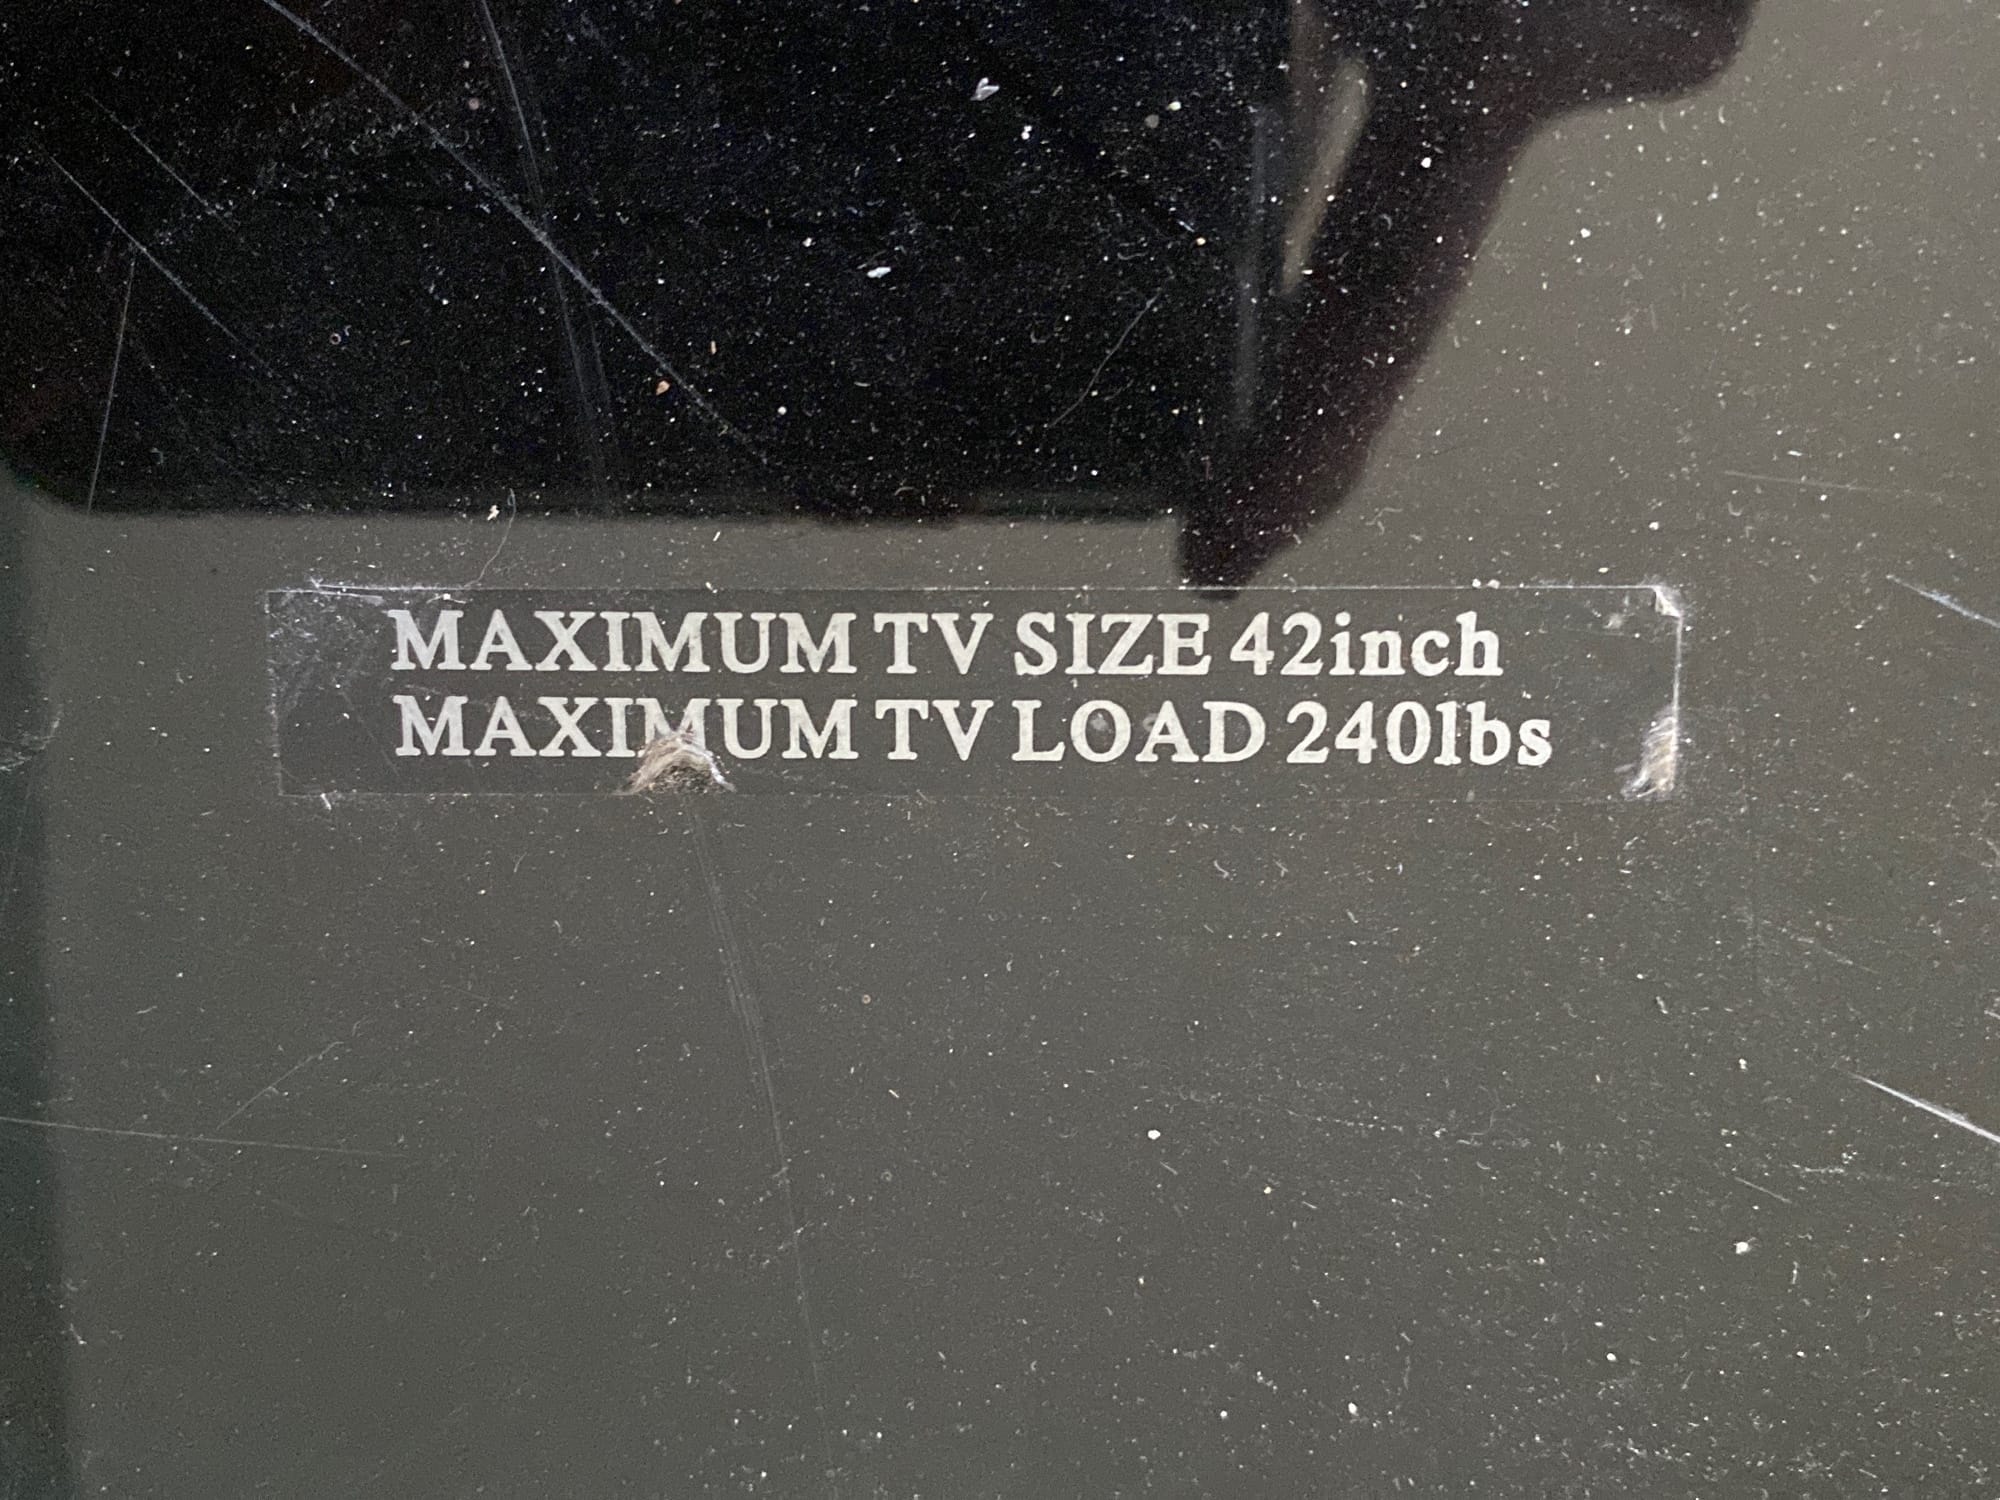 MAXIMUM TV SIZE 42inch
MAXIMUM TV LOAD 240lbs